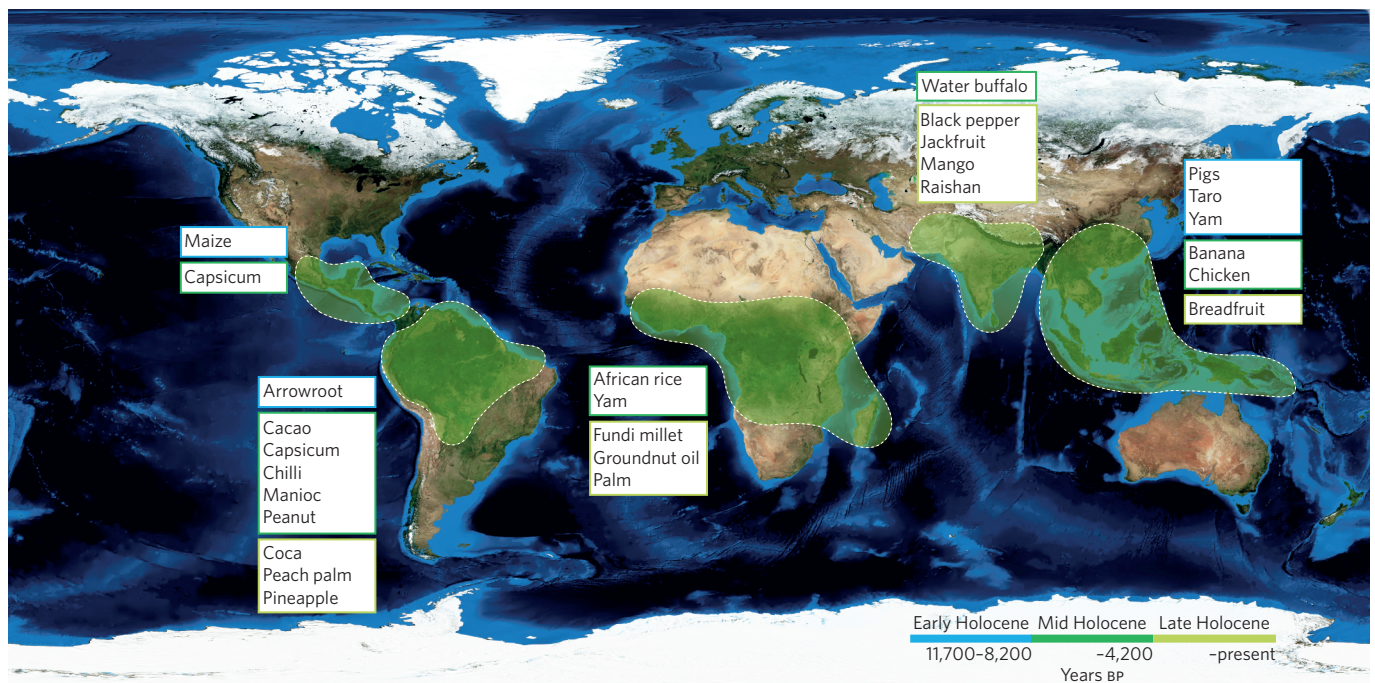 Water buffalo
Black pepper
Jackfruit
Mango
Raishan
Pigs
Taro
Yam
Banana
Chicken
Breadfruit
Maize
Capsicum
Arrowroot
Cacao
Capsicum
Chilli
Manioc
Peanut
Coca
Peach palm
Pineapple
African rice
Yam
Fundi millet
Groundnut oil
Palm
Early Holocene Mid Holocene Late Holocene
11,700–8,200 –4,200 –present
Years BP